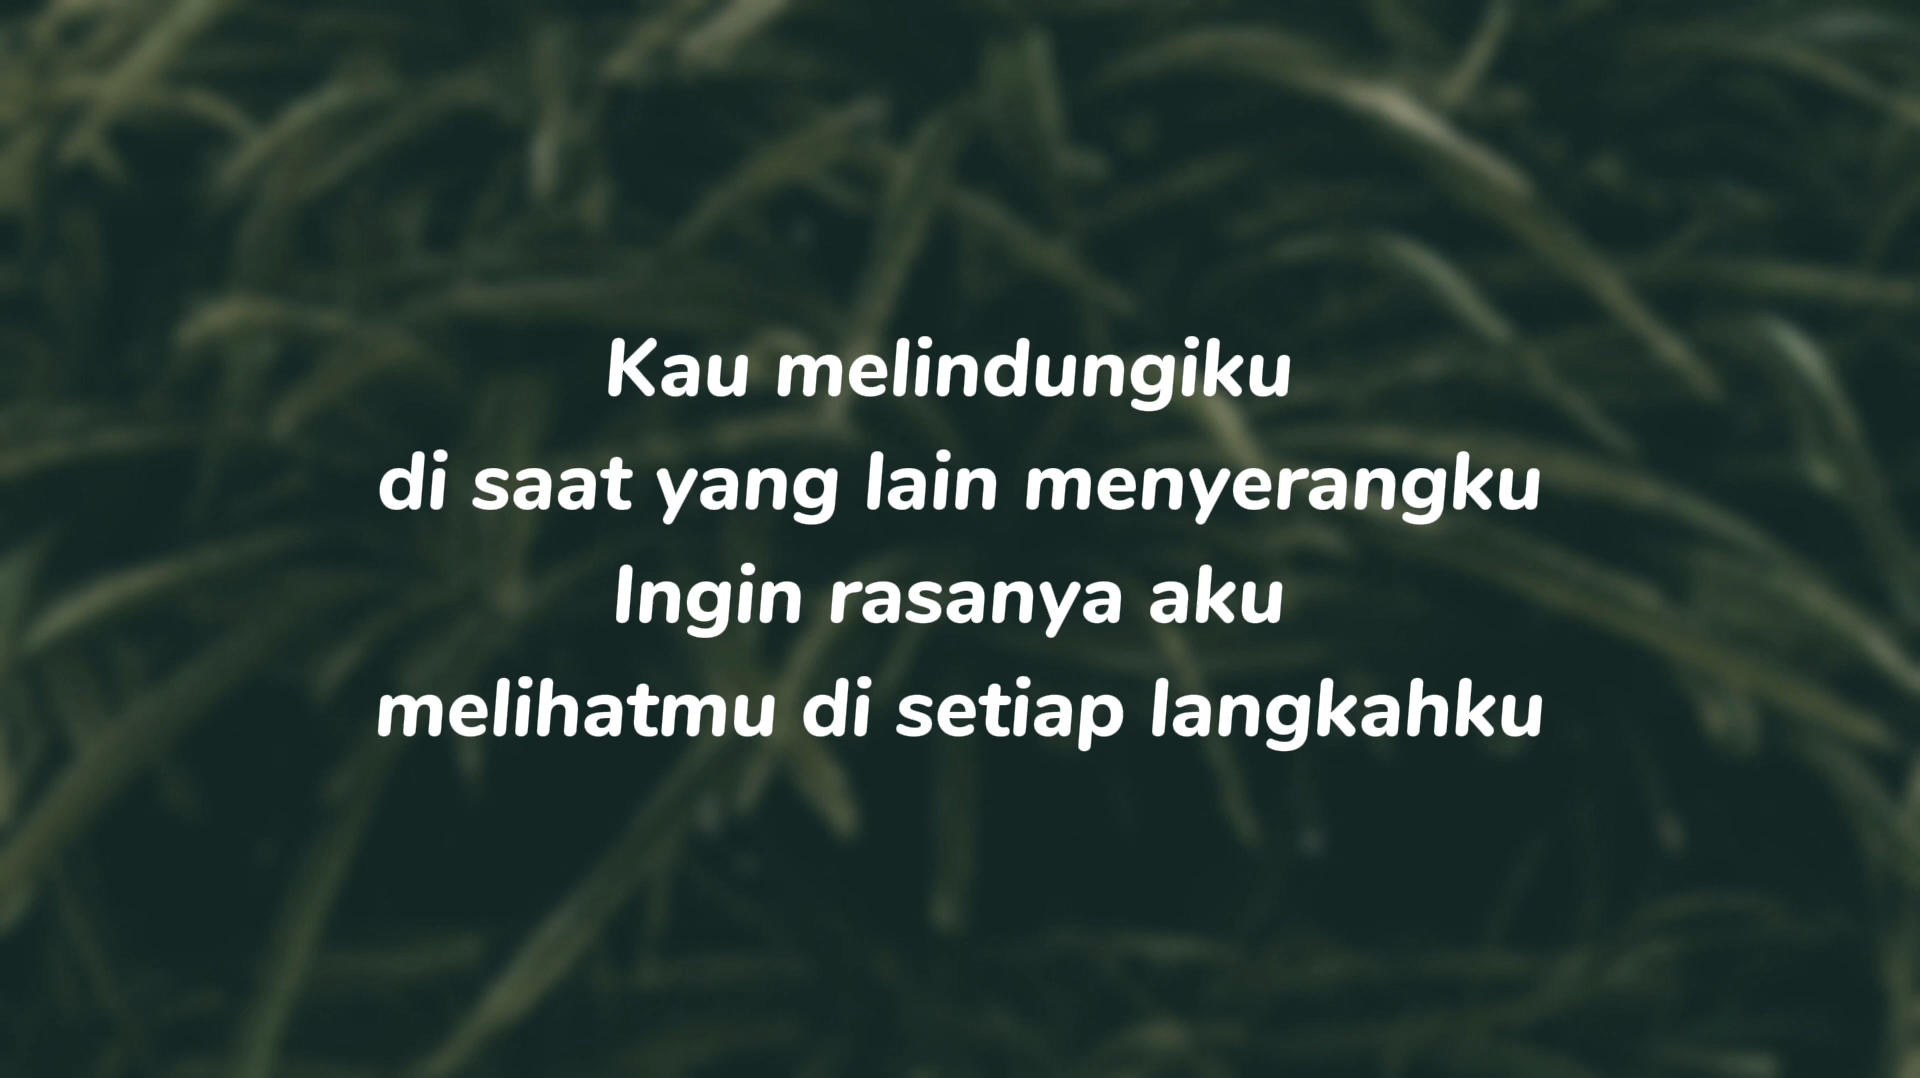 Kau melindungiku
di saat yang lain menyerangku
Ingin rasanya aku
melihatmu di setiap langkahku